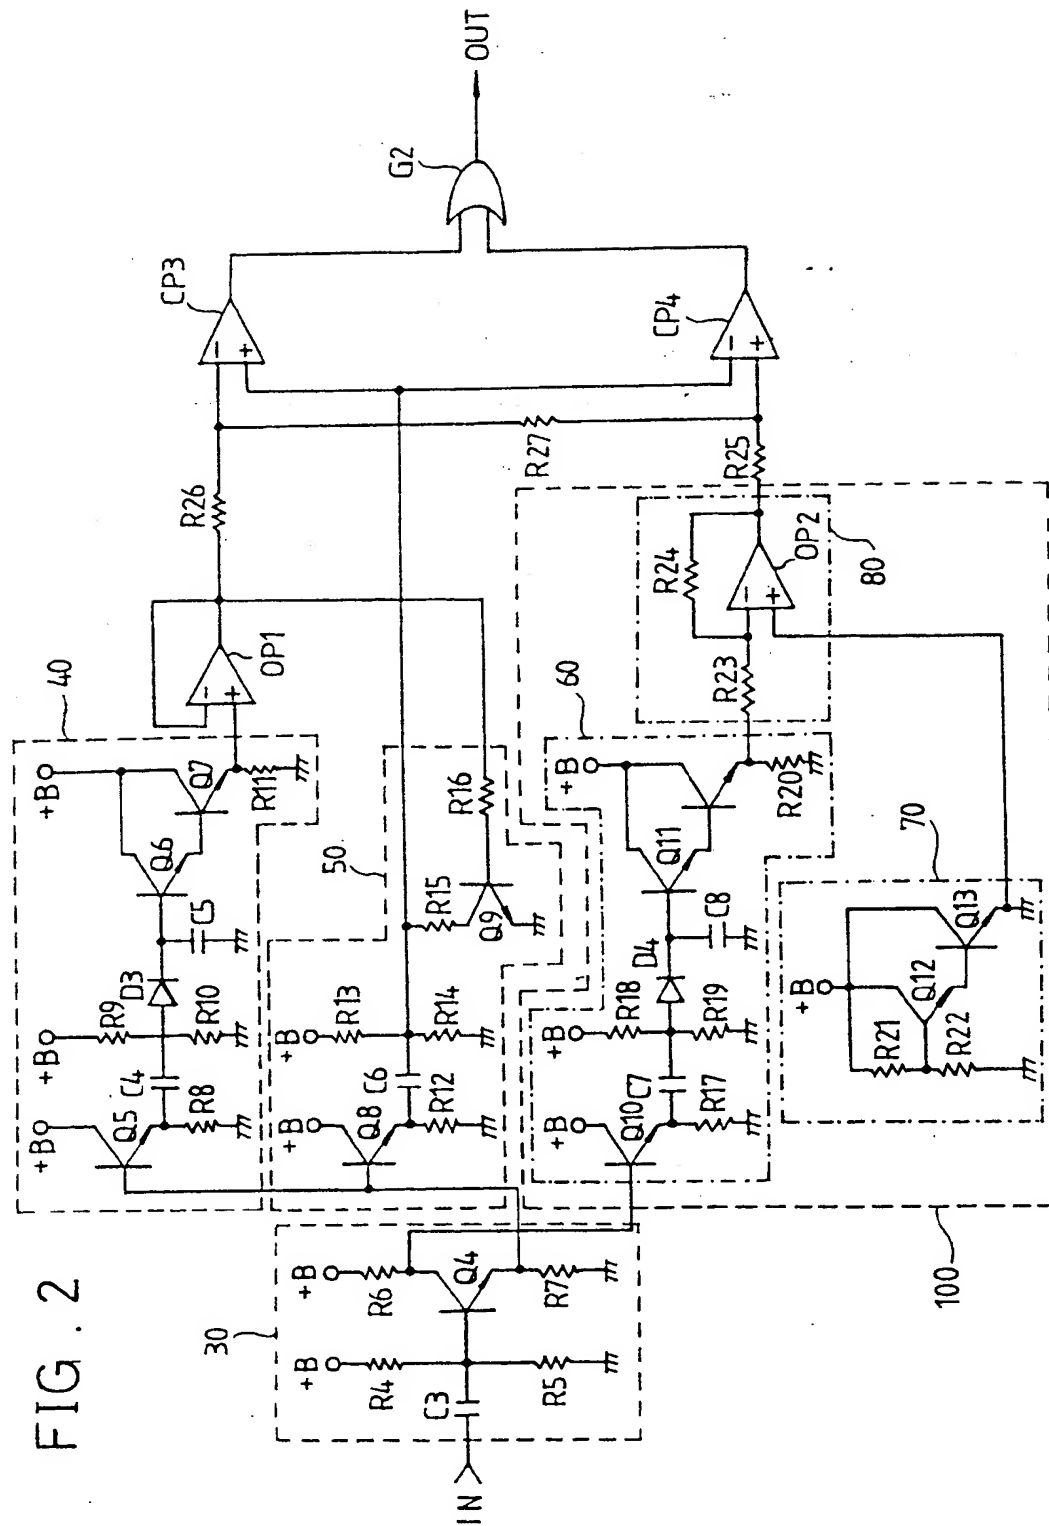 FIG. 2
IN
30
C3
+B
R4
R5
+B
R6
Q4
R7
40
+B
Q5
C4
R8
+B
R9
D3
R10
C5
Q6
+B
Q7
R11
OP1
R26
50
+B
Q8
C6
R12
+B
R13
R14
R15
Q9
R16
60
+B
Q10
C7
R17
+B
R18
D4
R19
C8
Q11
+B
R20
70
+B
R21
R22
Q12
Q13
80
R23
R24
OP2
100
R25
R27
CP3
CP4
G2
OUT
-
+
-
+
-
+
-
+